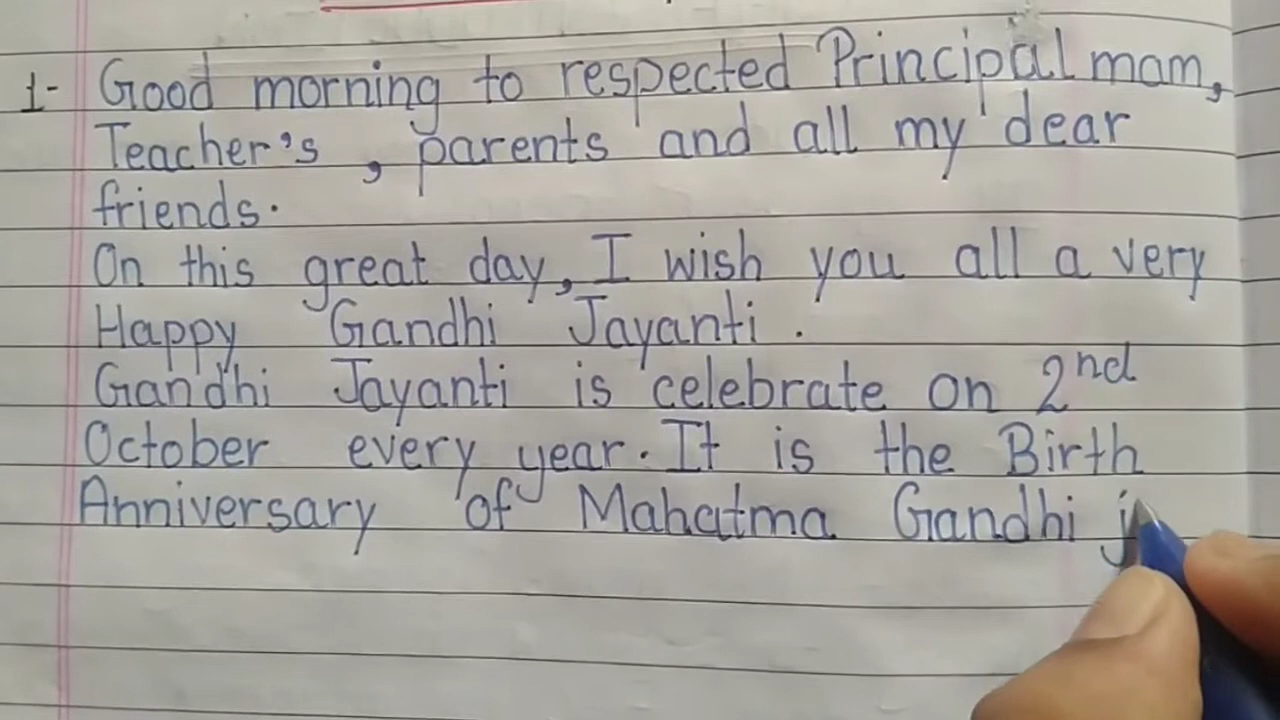 1- Good morning to respected Principal mam,
Teacher's , parents and all my dear
friends.
On this great day, I wish you all a very
Happy Gandhi Jayanti .
Gandhi Jayanti is celebrate on 2nd
October every year. It is the Birth
Anniversary of Mahatma Gandhi j